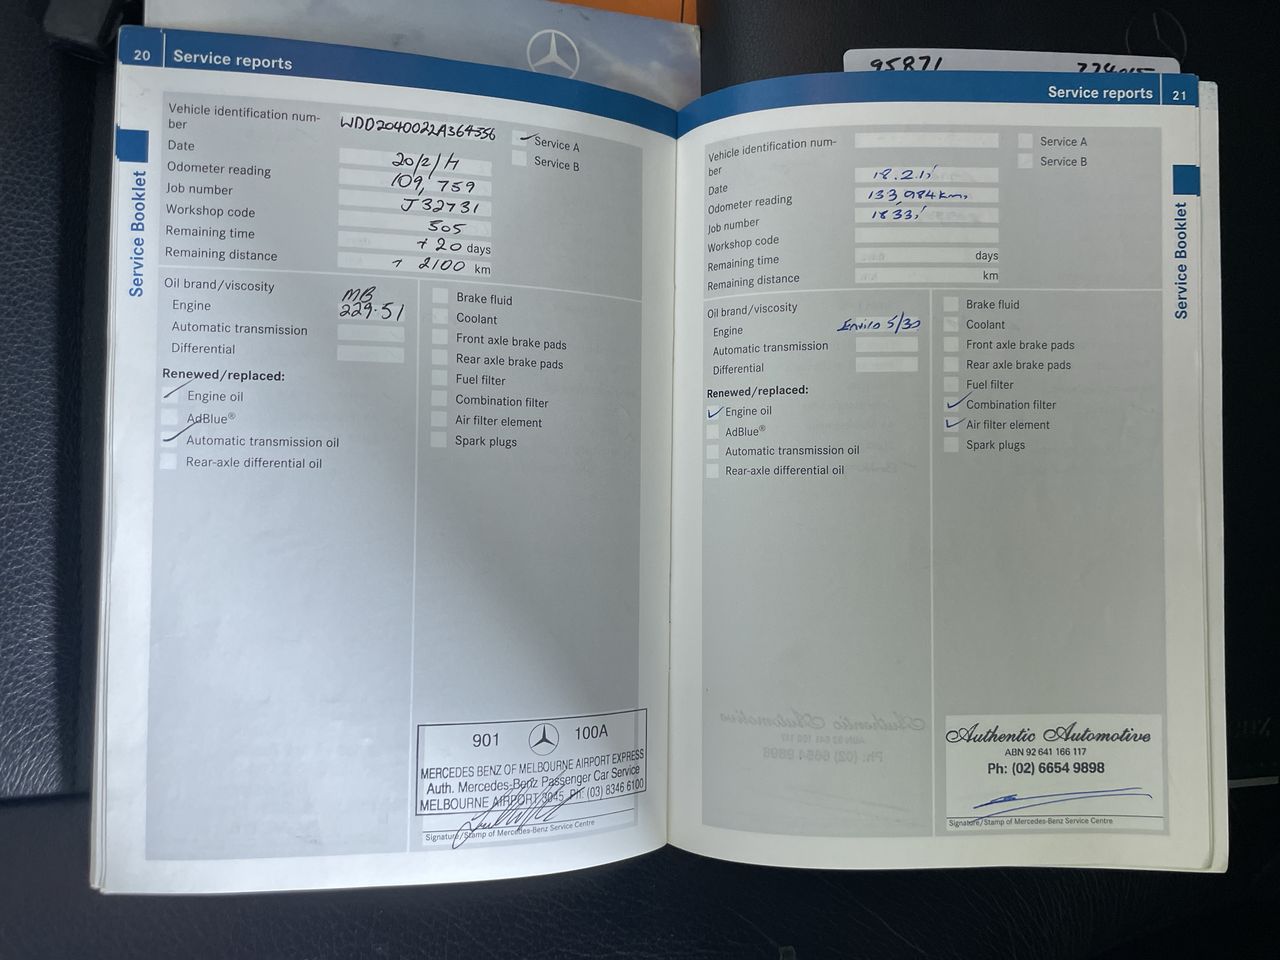 95871
20 Service reports
Vehicle identification num-
ber
WDD2040022A364356
Service A
Service B
Date 20/2/17
Odometer reading 109,759
Job number J32731
Workshop code 505
Remaining time + 20 days
Remaining distance + 2100 km
Oil brand/viscosity
Engine MB 229.51
Automatic transmission
Differential
Renewed/replaced:
Engine oil
AdBlue®
Automatic transmission oil
Rear-axle differential oil
Brake fluid
Coolant
Front axle brake pads
Rear axle brake pads
Fuel filter
Combination filter
Air filter element
Spark plugs
901 100A
MERCEDES BENZ OF MELBOURNE AIRPORT EXPRESS
Auth. Mercedes-Benz Passenger Car Service
MELBOURNE AIRPORT 3045 Ph: (03) 8346 6100
Signature/Stamp of Mercedes-Benz Service Centre
Service Booklet
Service reports 21
Vehicle identification num-
ber
Service A
Service B
Date
Odometer reading 133 984 km
Job number
Workshop code
Remaining time days
Remaining distance km
Oil brand/viscosity
Engine Enviro 5/30
Automatic transmission
Differential
Renewed/replaced:
Engine oil
AdBlue®
Automatic transmission oil
Rear-axle differential oil
Brake fluid
Coolant
Front axle brake pads
Rear axle brake pads
Fuel filter
Combination filter
Air filter element
Spark plugs
Authentic Automotive
ABN 92 641 166 117
Ph: (02) 6654 9898
Signature/Stamp of Mercedes-Benz Service Centre
Service Booklet